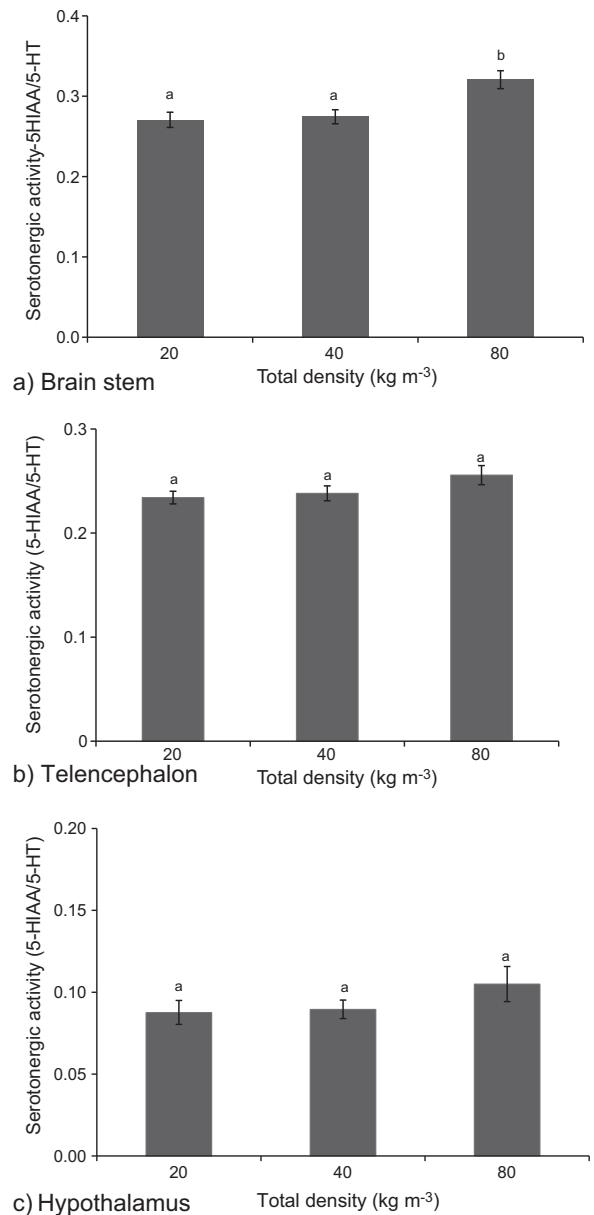 0.4
0.3
0.2
0.1
0.0
Serotonergic activity-5HIAA/5-HT
a
a
b
20
40
80
Total density (kg m-3)
a) Brain stem
0.3
0.2
0.1
0
Serotonergic activity (5-HIAA/5-HT)
a
a
a
20
40
80
Total density (kg m-3)
b) Telencephalon
0.20
0.15
0.10
0.05
0.00
Serotonergic activity (5-HIAA/5-HT)
a
a
a
20
40
80
Total density (kg m-3)
c) Hypothalamus